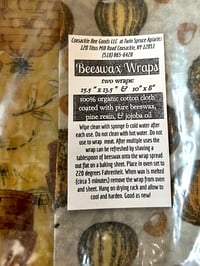 Coxsackie Bee Goods LLC at Twin Spruce Apiaries
128 Titus Mill Road Coxsackie, NY 12051
(518) 965-6428
Beeswax Wraps
two wraps:
13.5 " x 13.5 " & 10"x 8"
100% organic cotton cloth
coated with pure beeswax,
pine resin, & jojoba oil
Wipe clean with sponge & cold water after
each use. Do not clean with hot water. Do not
use to wrap meat. After multiple uses the
wrap can be refreshed by shaving a
tablespoon of beeswax onto the wrap spread
out flat on a baking sheet. Place in oven set to
220 degrees Fahrenheit. When wax is melted
(circa 3 minutes) remove the wrap from oven
and sheet. Hang on drying rack and allow to
cool and harden. Good as new!